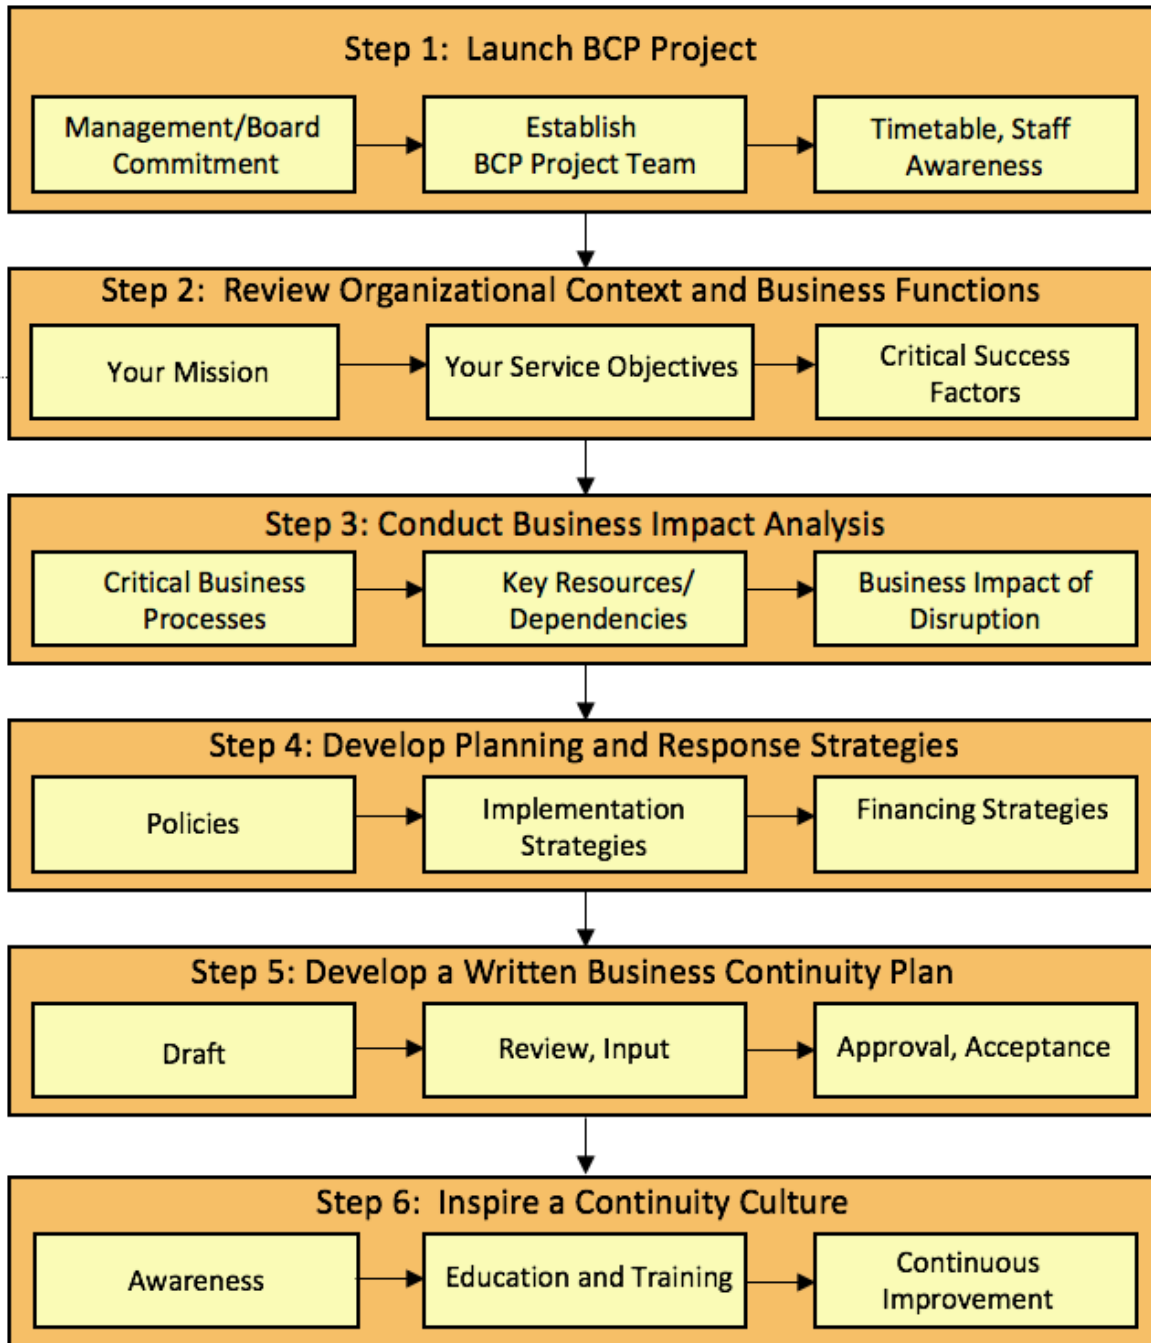 Step 1:  Launch BCP Project
Management/Board
Commitment
Establish
BCP Project Team
Timetable, Staff
Awareness
Step 2:  Review Organizational Context and Business Functions
Your Mission
Your Service Objectives
Critical Success
Factors
Step 3: Conduct Business Impact Analysis
Critical Business
Processes
Key Resources/
Dependencies
Business Impact of
Disruption
Step 4: Develop Planning and Response Strategies
Policies
Implementation
Strategies
Financing Strategies
Step 5: Develop a Written Business Continuity Plan
Draft
Review, Input
Approval, Acceptance
Step 6:  Inspire a Continuity Culture
Awareness
Education and Training
Continuous
Improvement